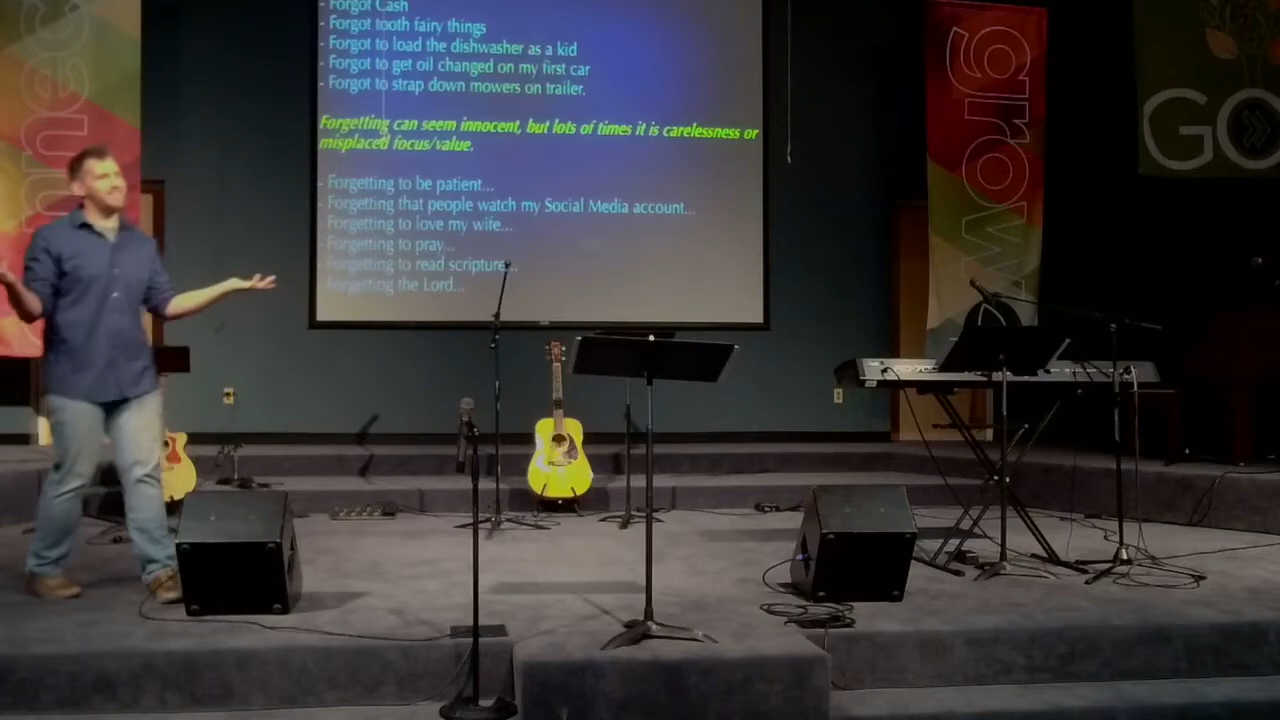 - Forgot Cash
- Forgot tooth fairy things
- Forgot to load the dishwasher as a kid
- Forgot to get oil changed on my first car
- Forgot to strap down mowers on trailer.
Forgetting can seem innocent, but lots of times it is carelessness or
misplaced focus/value.
- Forgetting to be patient...
- Forgetting that people watch my Social Media account...
- Forgetting to love my wife...
- Forgetting to pray...
- Forgetting to read scripture...
- Forgetting the Lord...
nnec
grow
GO